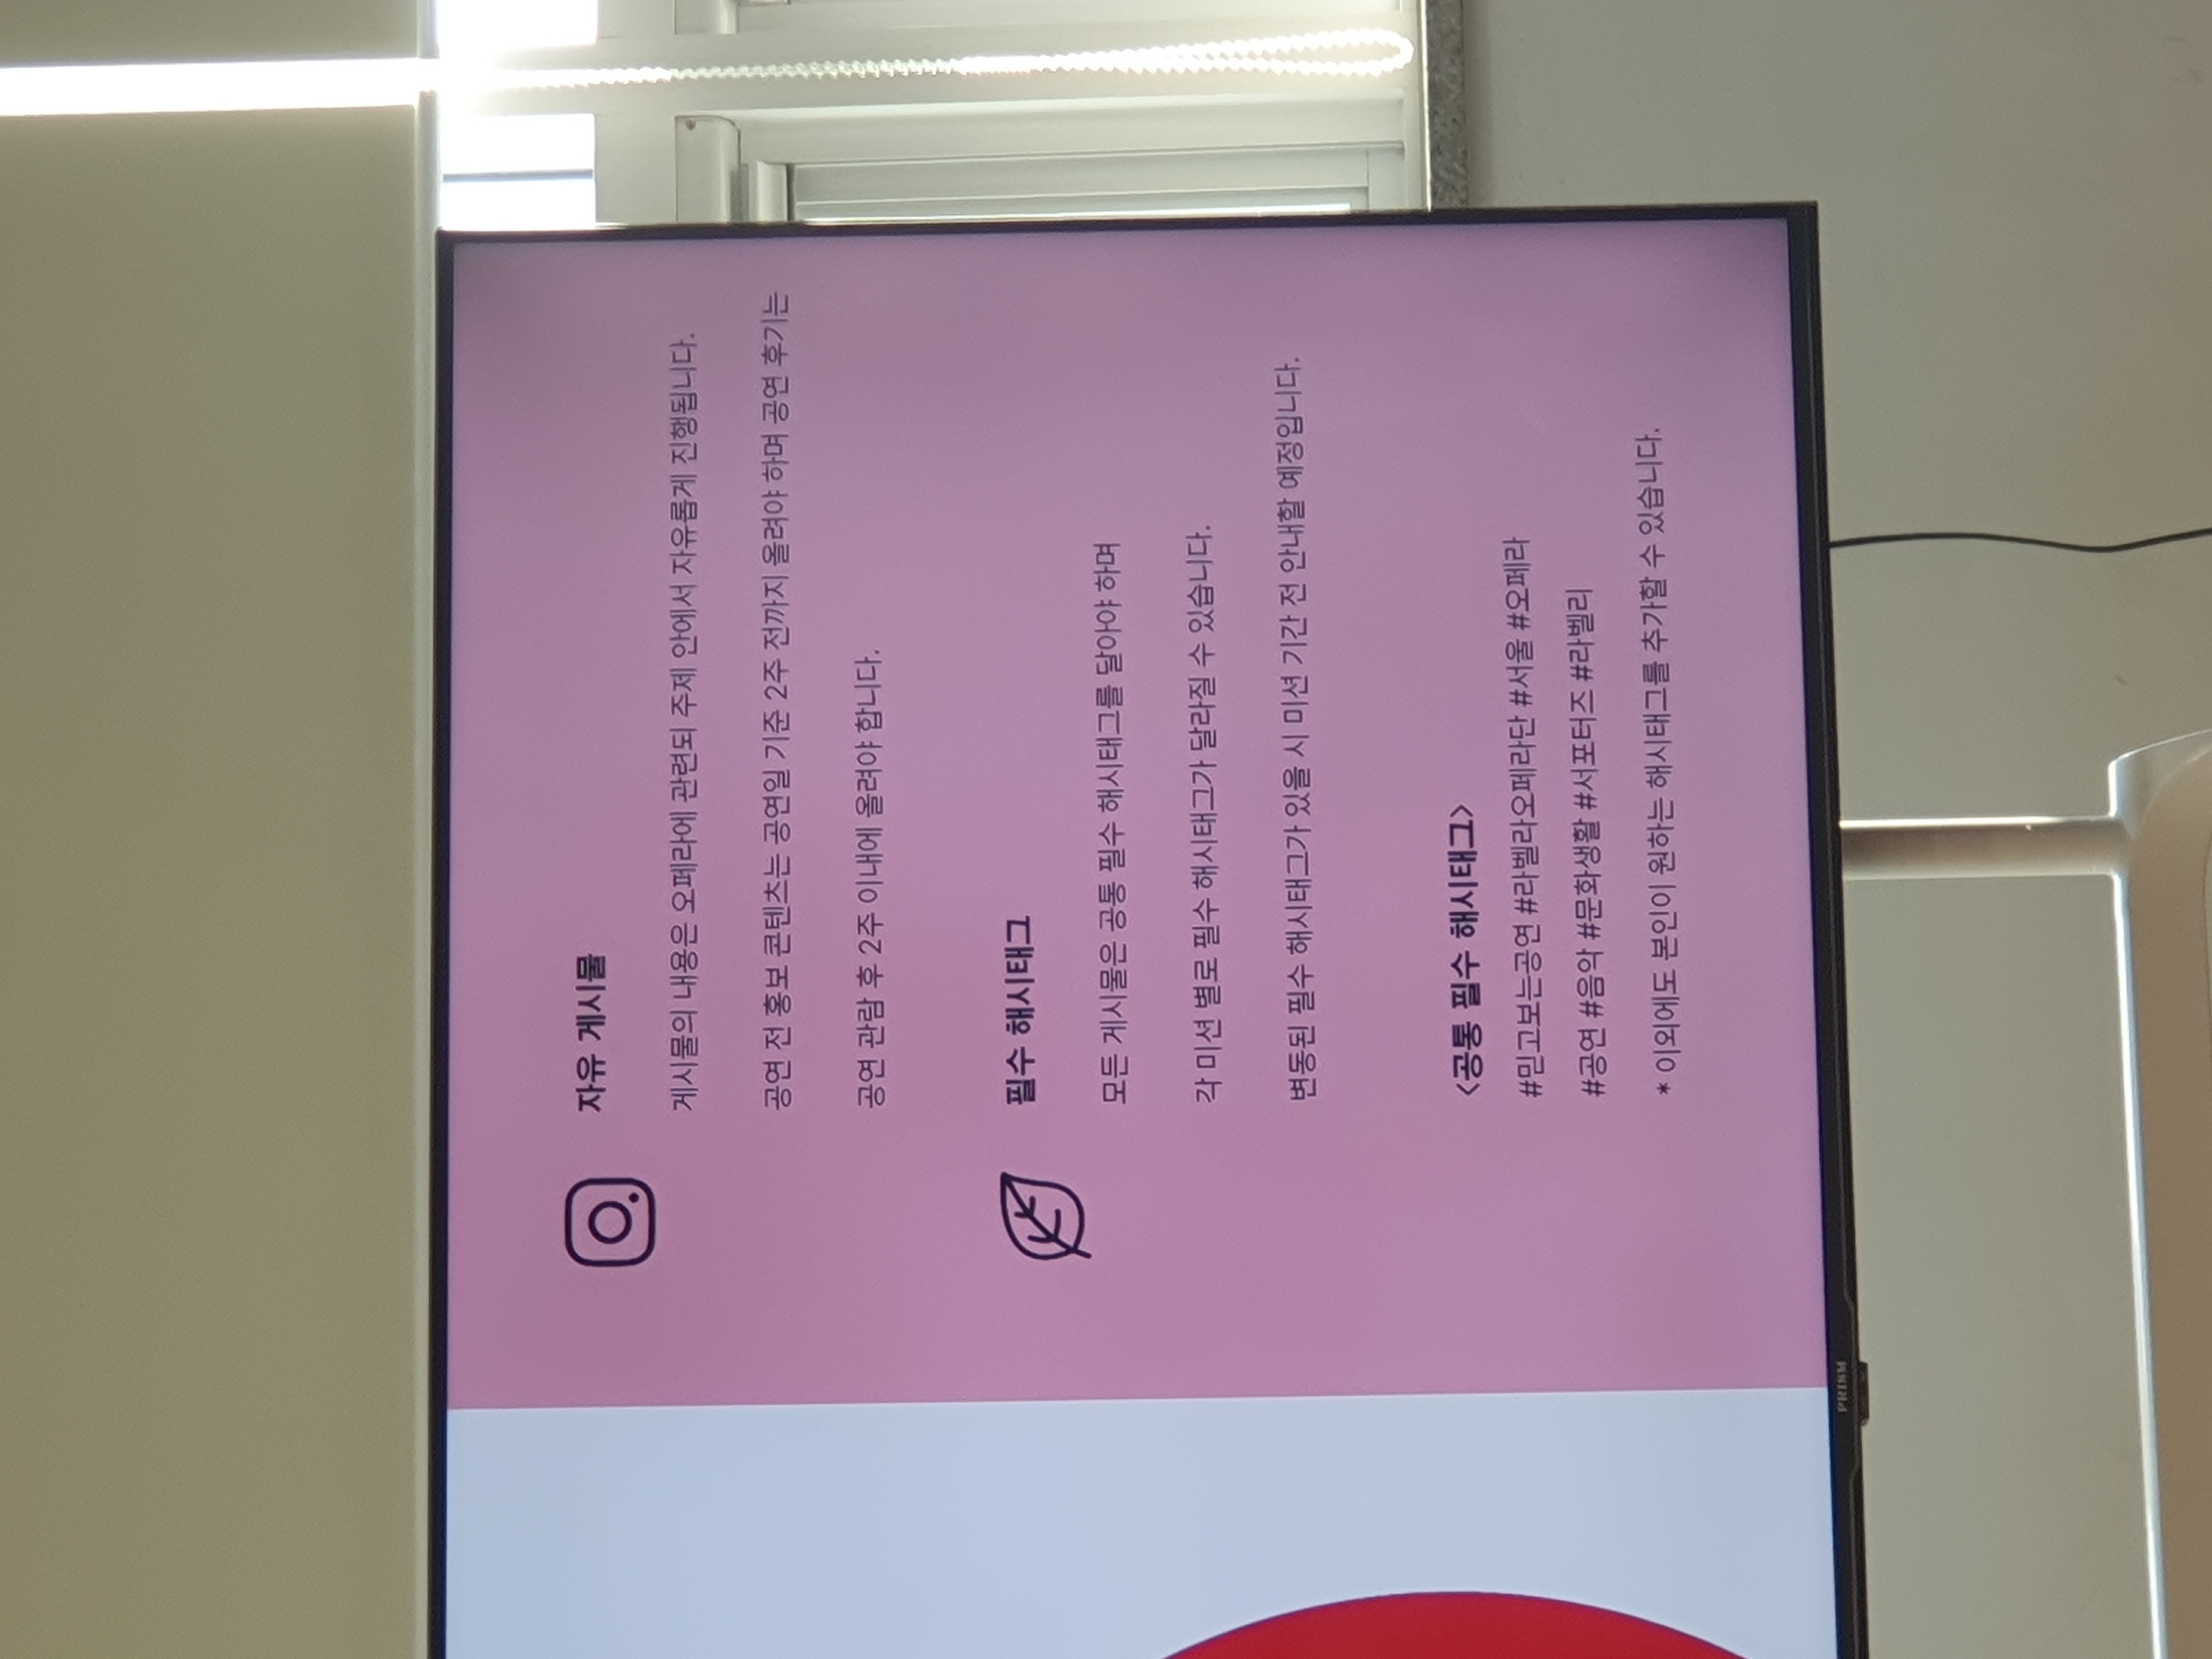 자유 게시물
게시물의 내용은 오페라에 관련되 주제 안에서 자유롭게 진행됩니다.
공연 전 홍보 콘텐츠는 공연일 기준 2주 전까지 올려야 하며 공연 후기는
공연 관람 후 2주 이내에 올려야 합니다.
필수 해시태그
모든 게시물은 공통 필수 해시태그를 달아야 하며
각 미션 별로 필수 해시태그가 달라질 수 있습니다.
변동된 필수 해시태그가 있을 시 미션 기간 전 안내할 예정입니다.
<공통 필수 해시태그>
#믿고보는공연 #라벨라오페라단 #서울 #오페라
#공연 #음악 #문화생활 #서포터즈 #라벨리
* 이외에도 본인이 원하는 해시태그를 추가할 수 있습니다.
PRISM